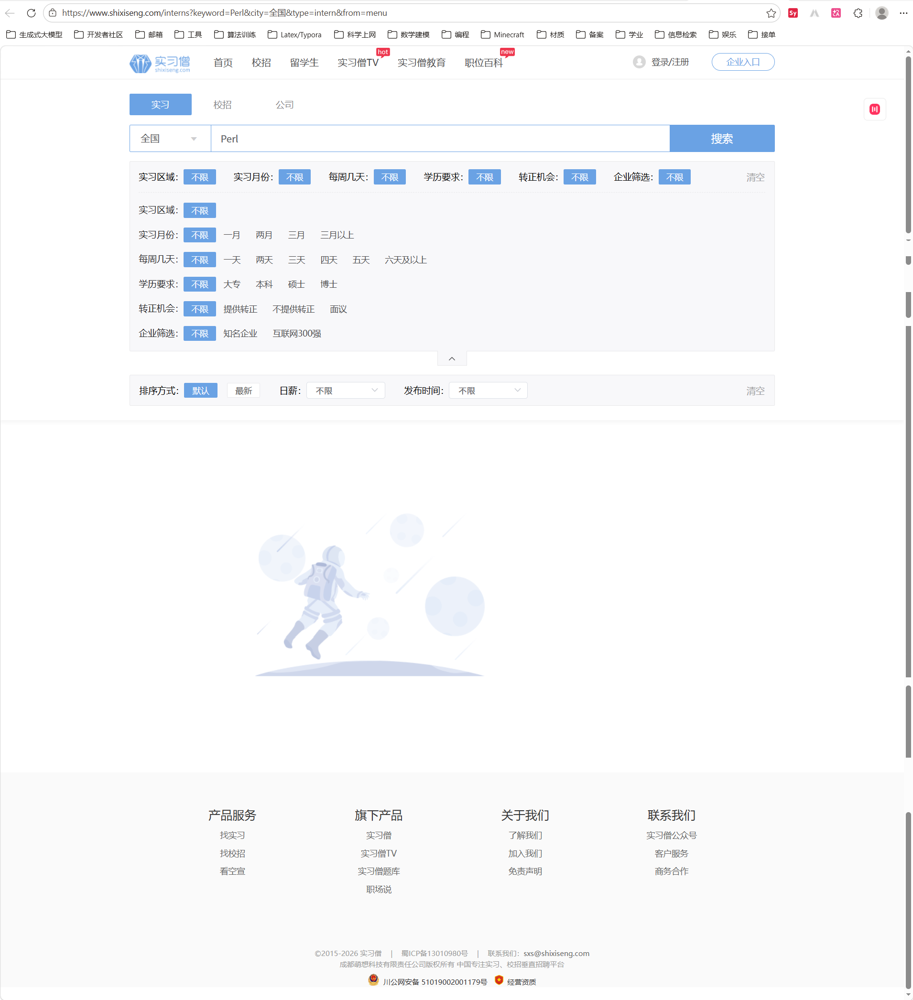 https://www.shixiseng.com/interns?keyword=Perl&city=全国&type=intern&from=menu
Sy
生成式大模型 开发者社区 邮箱 工具 算法训练 Latex/Typora 科学上网 数学建模 编程 Minecraft 材质 备案 学业 信息检索 娱乐 接单
hot new
实习僧 首页 校招 留学生 实习僧TV 实习僧教育 职位百科 登录/注册 企业入口
shixiseng.com
实习 校招 公司
全国 Perl 搜索
实习区域: 不限 实习月份: 不限 每周几天: 不限 学历要求: 不限 转正机会: 不限 企业筛选: 不限 清空
实习区域: 不限
实习月份: 不限 一月 两月 三月 三月以上
每周几天: 不限 一天 两天 三天 四天 五天 六天及以上
学历要求: 不限 大专 本科 硕士 博士
转正机会: 不限 提供转正 不提供转正 面议
企业筛选: 不限 知名企业 互联网300强
排序方式: 默认 最新 日薪: 不限 发布时间: 不限 清空
产品服务 旗下产品 关于我们 联系我们
找实习 实习僧 了解我们 实习僧公众号
找校招 实习僧TV 加入我们 客户服务
看空宣 实习僧题库 免责声明 商务合作
职场说
©2015-2026 实习僧 | 蜀ICP备13010980号 | 联系我们: sxs@shixiseng.com
成都萌想科技有限责任公司版权所有 中国专注实习、校招垂直招聘平台
川公网安备 51019002001179号 经营资质